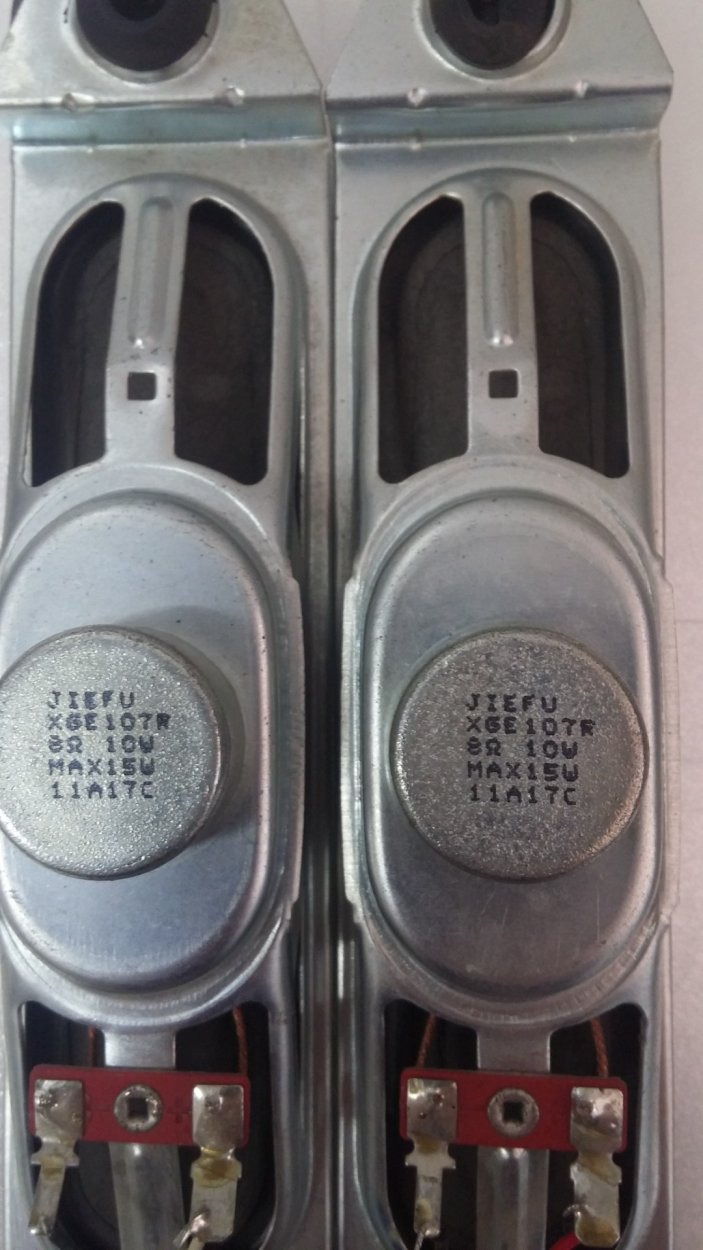 JIEFU
XGE107R
8Ω 10W
MAX15W
11A17C
JIEFU
XGE107R
8Ω 10W
MAX15W
11A17C